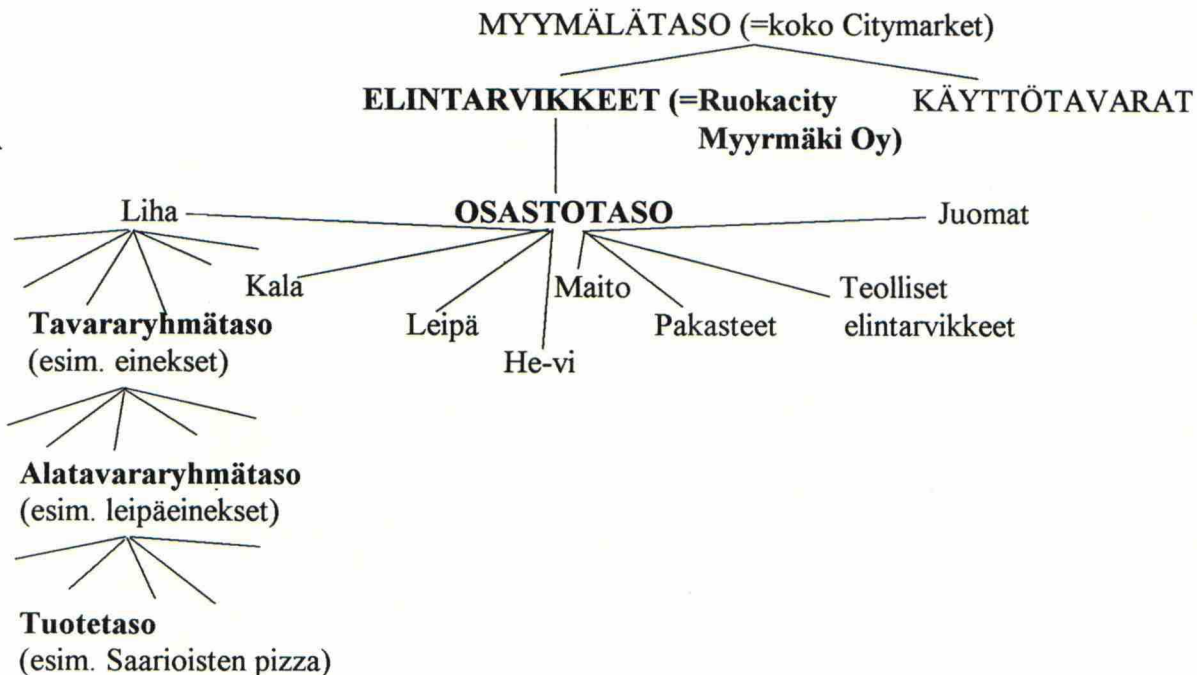 MYYMÄLÄTASO (=koko Citymarket)
ELINTARVIKKEET (=Ruokacity
Myyrmäki Oy)
KÄYTTÖTAVARAT
OSASTOTASO
Liha
Kala
Leipä
He-vi
Maito
Pakasteet
Teolliset
elintarvikkeet
Juomat
Tavararyhmätaso
(esim. einekset)
Alatavararyhmätaso
(esim. leipäeinekset)
Tuotetaso
(esim. Saarioisten pizza)